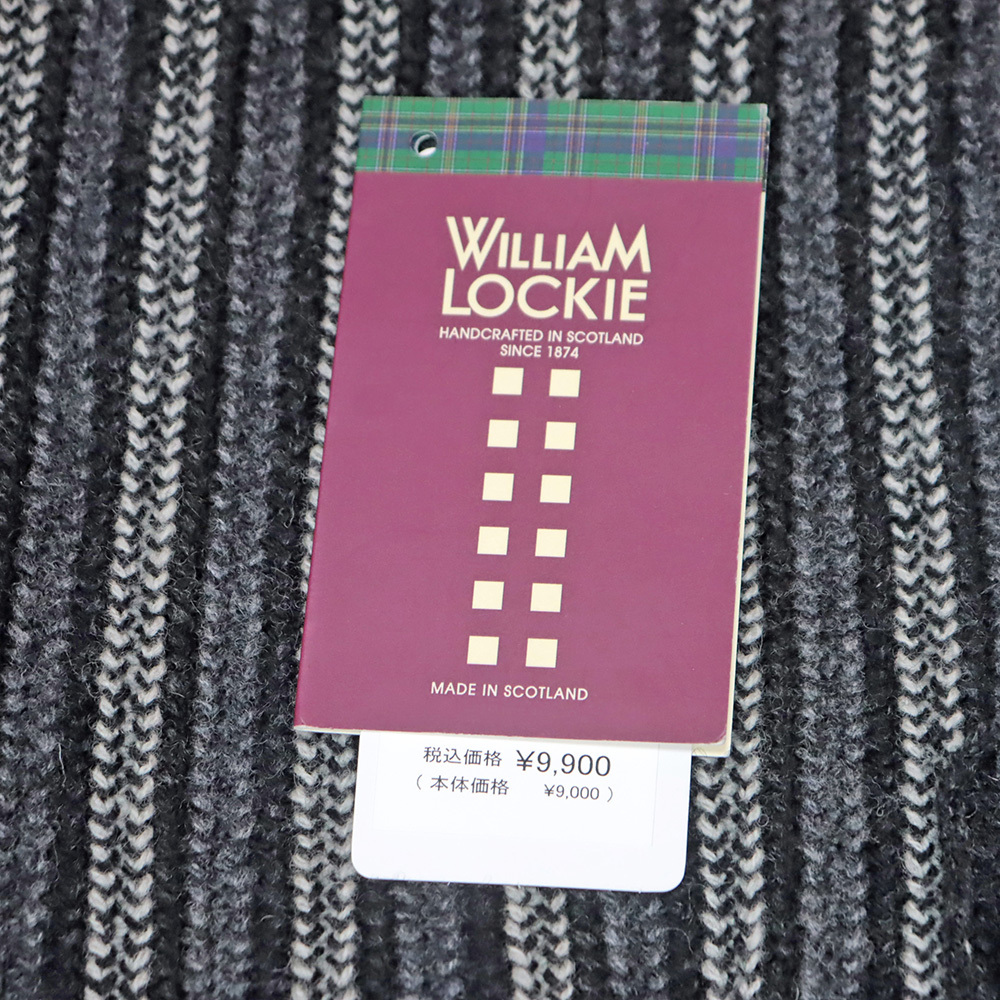 WILLIAM
LOCKIE
HANDCRAFTED IN SCOTLAND
SINCE 1874
MADE IN SCOTLAND
税込価格 ¥9,900
( 本体価格 ¥9,000 )